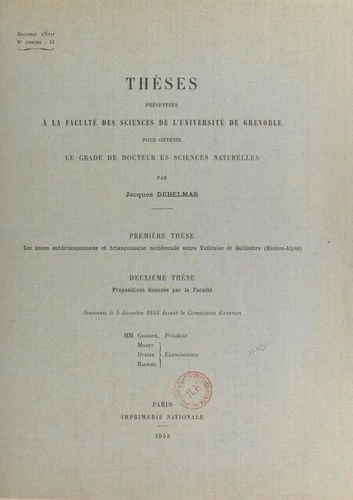 DOCTORAT D'ÉTAT
N° D'ORDRE :
THÈSES
PRÉSENTÉES
À LA FACULTÉ DES SCIENCES DE L'UNIVERSITÉ DE GRENOBLE
POUR OBTENIR
LE GRADE DE DOCTEUR ÈS SCIENCES NATURELLES
PAR
Jacques DEBELMAS
PREMIÈRE THÈSE
Les zones subbriançonnaise et briançonnaise occidentale entre Vallouise et Guillestre (Hautes-Alpes)
DEUXIÈME THÈSE
Propositions données par la Faculté
Soutenues le 5 décembre 1953 devant la Commission d'examen
MM GIGNOUX, Président
MORET
Examinateurs
BARBIER
PARIS
IMPRIMERIE NATIONALE
1955